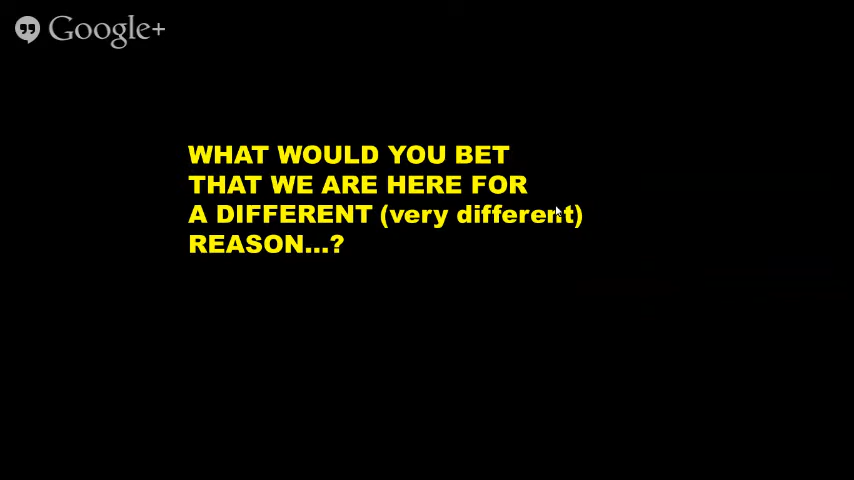 Google+
WHAT WOULD YOU BET
THAT WE ARE HERE FOR
A DIFFERENT (very different)
REASON...?